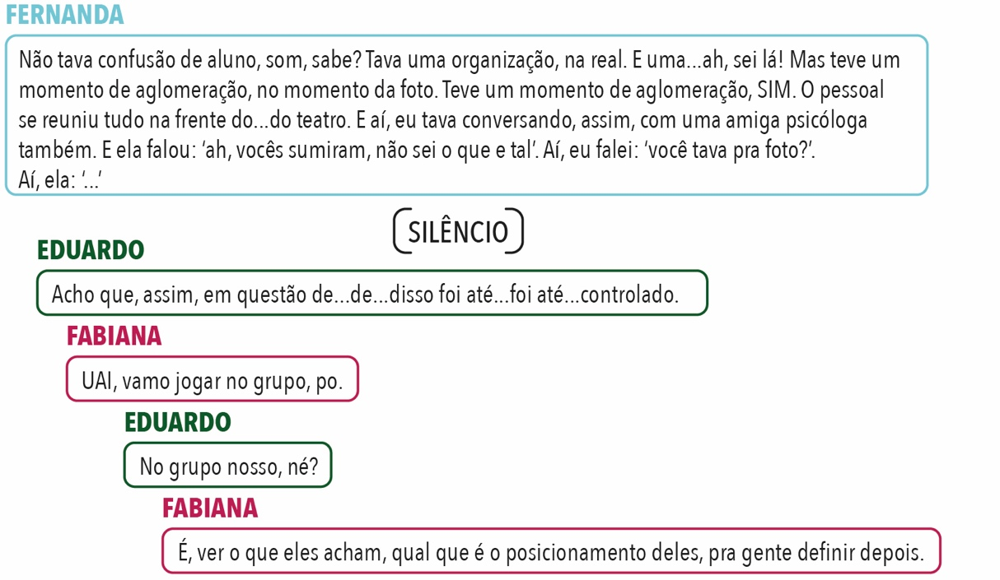 FERNANDA
Não tava confusão de aluno, som, sabe? Tava uma organização, na real. E uma...ah, sei lá! Mas teve um
momento de aglomeração, no momento da foto. Teve um momento de aglomeração, SIM. O pessoal
se reuniu tudo na frente do...do teatro. E aí, eu tava conversando, assim, com uma amiga psicóloga
também. E ela falou: ‘ah, vocês sumiram, não sei o que e tal’. Aí, eu falei: ‘você tava pra foto?’.
Aí, ela: ‘...’
SILÊNCIO
EDUARDO
Acho que, assim, em questão de...de...disso foi até...foi até...controlado.
FABIANA
UAI, vamo jogar no grupo, po.
EDUARDO
No grupo nosso, né?
FABIANA
É, ver o que eles acham, qual que é o posicionamento deles, pra gente definir depois.